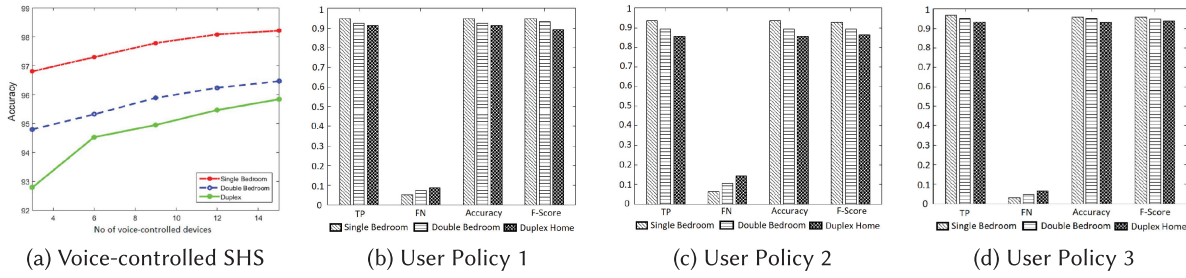 99
98
97
96
95
94
93
92
Accuracy
4 6 8 10 12 14
No of voice-controlled devices
Single Bedroom
Double Bedroom
Duplex
(a) Voice-controlled SHS
1
0.9
0.8
0.7
0.6
0.5
0.4
0.3
0.2
0.1
0
TP FN Accuracy F-Score
Single Bedroom Double Bedroom Duplex Home
(b) User Policy 1
1
0.9
0.8
0.7
0.6
0.5
0.4
0.3
0.2
0.1
0
TP FN Accuracy F-Score
Single Bedroom Double Bedroom Duplex Home
(c) User Policy 2
1
0.9
0.8
0.7
0.6
0.5
0.4
0.3
0.2
0.1
0
TP FN Accuracy F-Score
Single Bedroom Double Bedroom Duplex Home
(d) User Policy 3